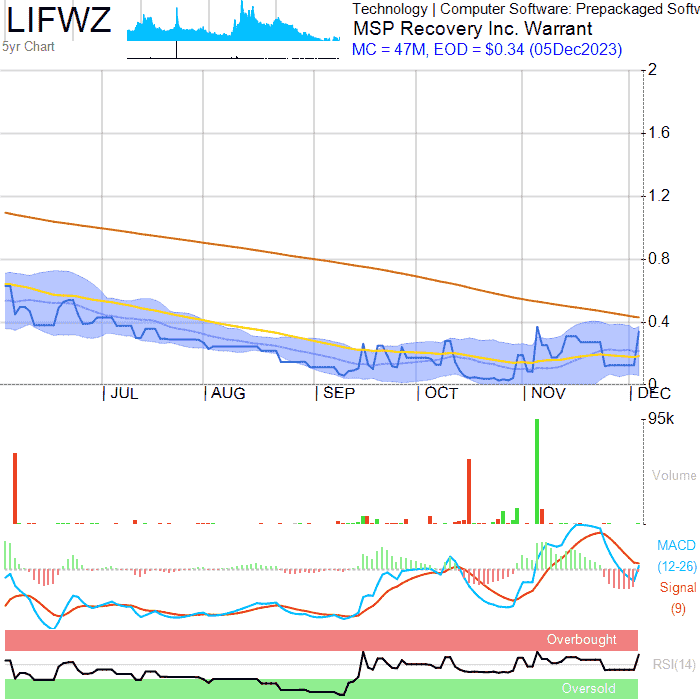 LIFWZ
5yr Chart
Technology | Computer Software: Prepackaged Softw
MSP Recovery Inc. Warrant
MC = 47M, EOD = $0.34 (05Dec2023)
2
1.6
1.2
0.8
0.4
0
JUL AUG SEP OCT NOV DEC
95k
Volume
MACD
(12-26)
Signal
(9)
Overbought
RSI(14)
Oversold